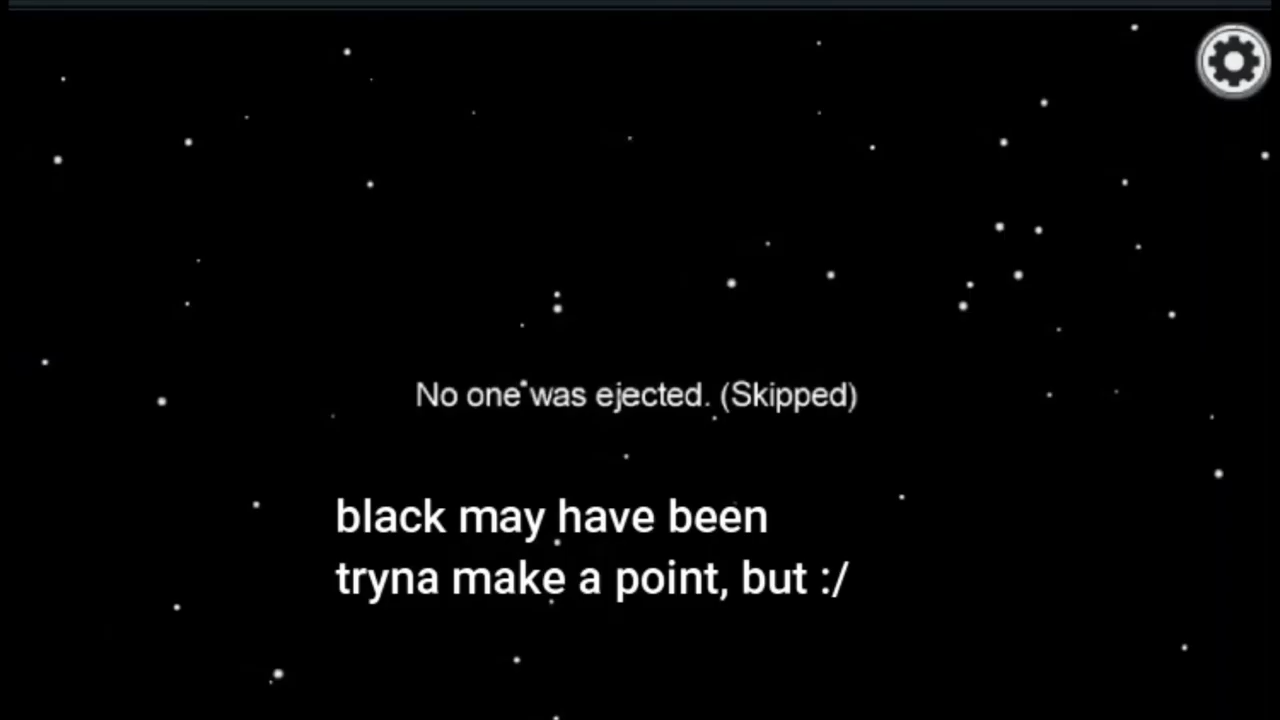 No one was ejected. (Skipped)
black may have been
tryna make a point, but :/